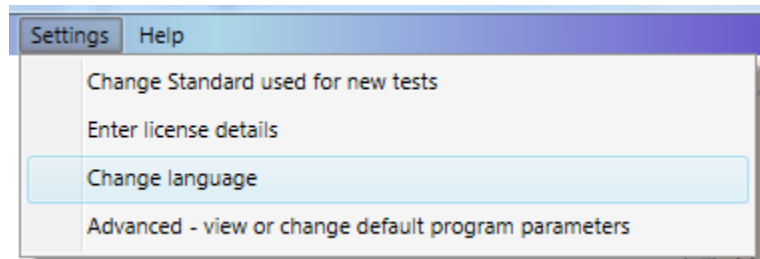 Settings Help
Change Standard used for new tests
Enter license details
Change language
Advanced - view or change default program parameters